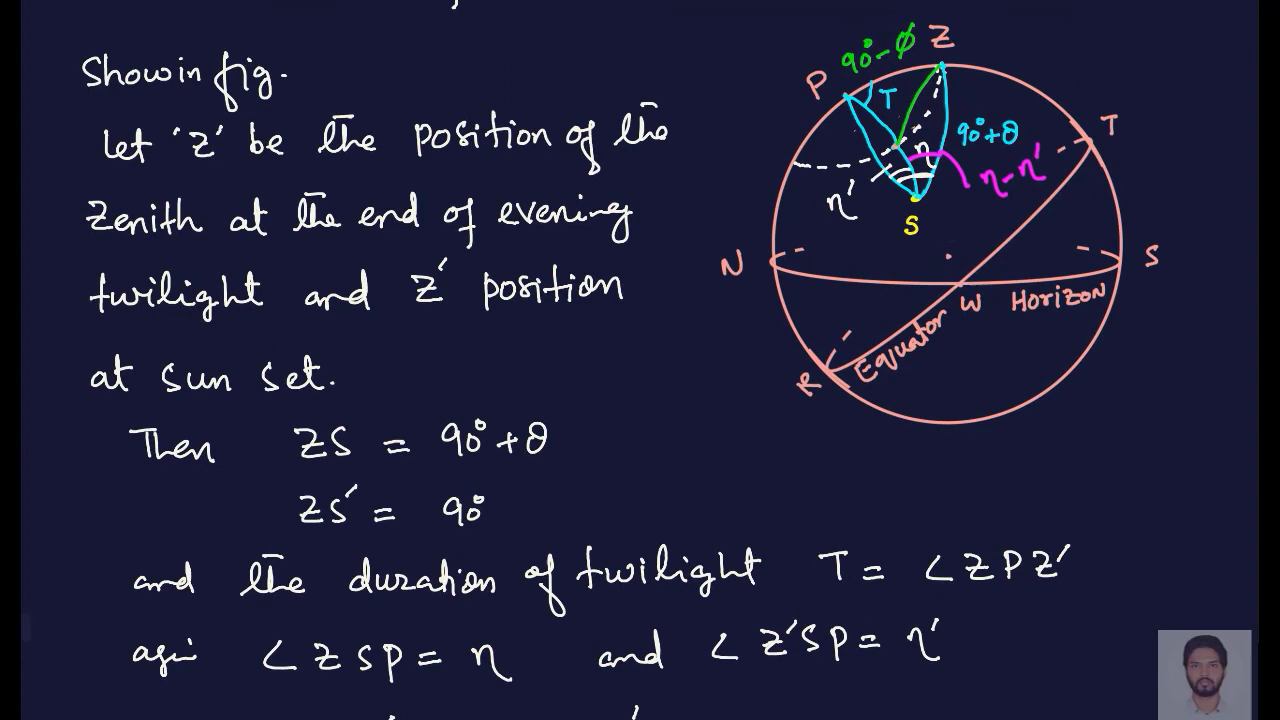 Show in fig.
Let 'Z' be the position of the
Zenith at the end of evening
twilight and Z' position
at sun set.
Then ZS = 90° + θ
ZS' = 90°
and the duration of twilight T = ∠ZPZ'
agi ∠ZSP = η and ∠Z'SP = η'
90° - ϕ
Z
P
T
90° + θ
T
η
η - η'
η'
S
N
S
W
Horizon
Equator
R